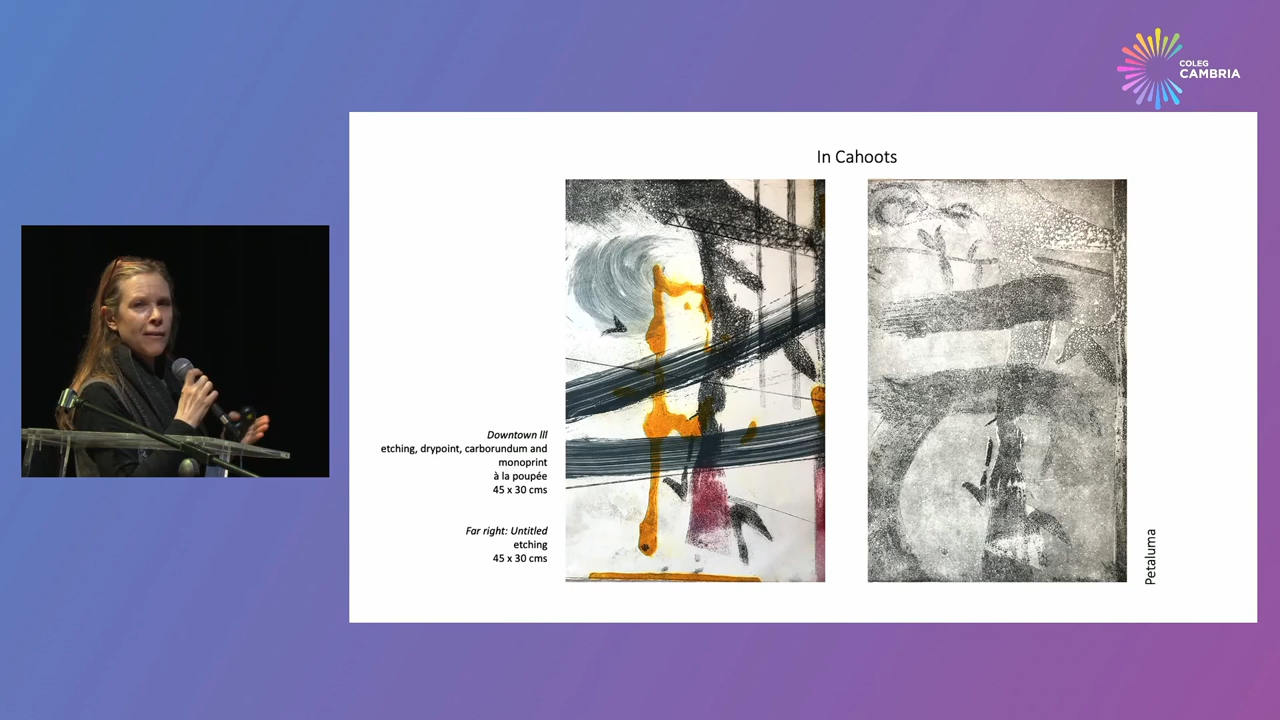 COLEG
CAMBRIA
In Cahoots
Downtown lll
etching, drypoint, carborundum and
monoprint
à la poupée
45 x 30 cms
Far right: Untitled
etching
45 x 30 cms
Petaluma